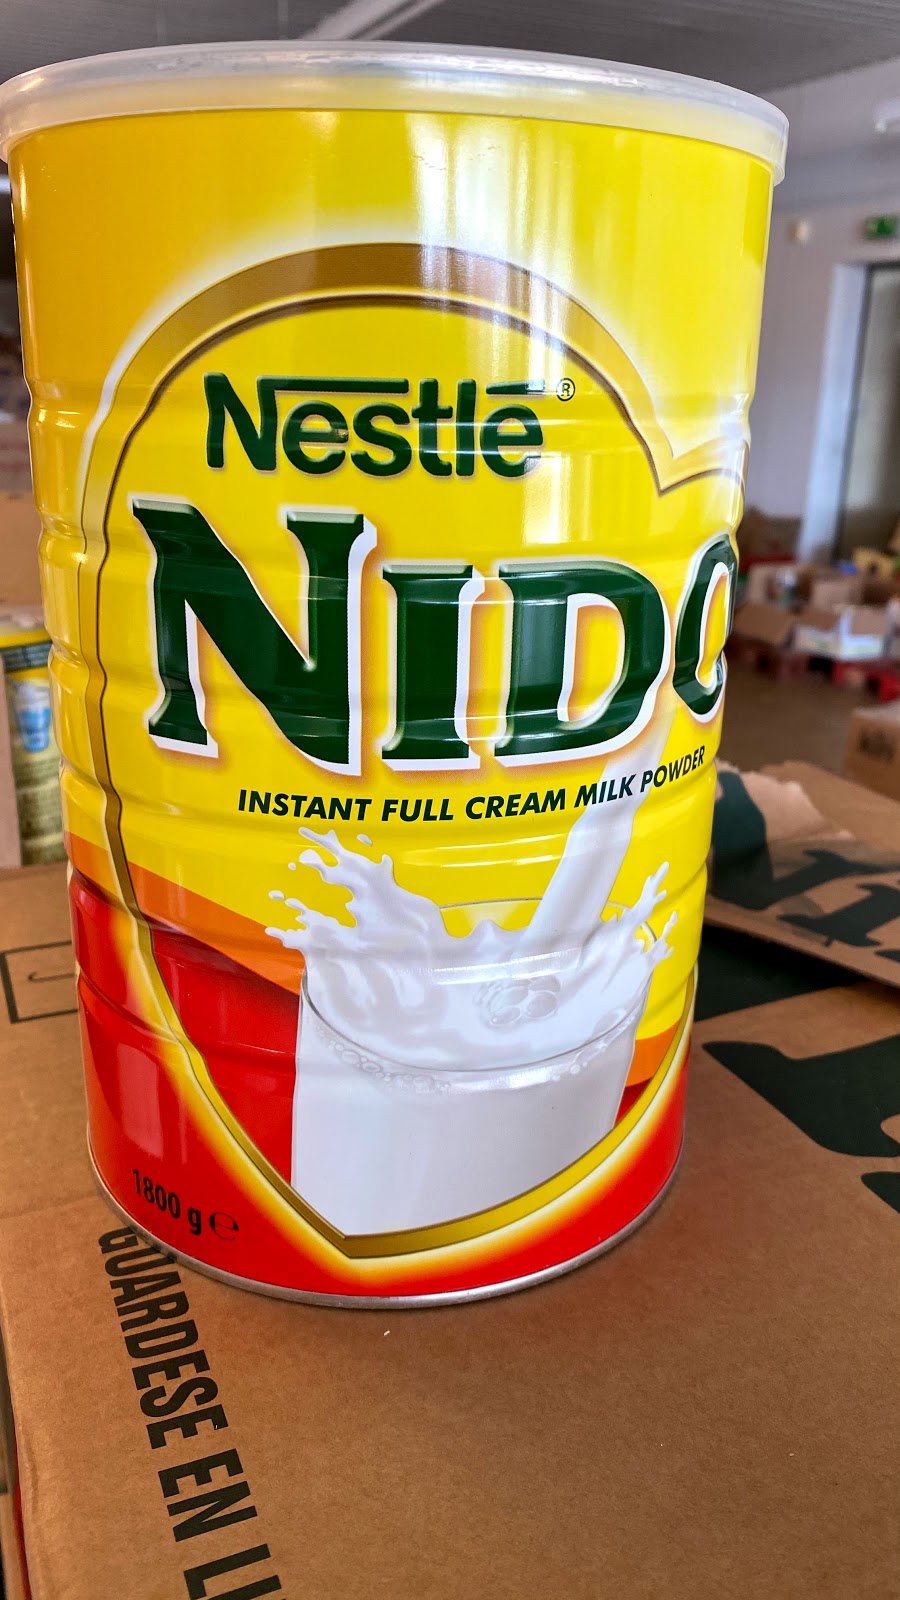 Nestlé®
NIDO
INSTANT FULL CREAM MILK POWDER
1800 g ℮
GUARDESE EN